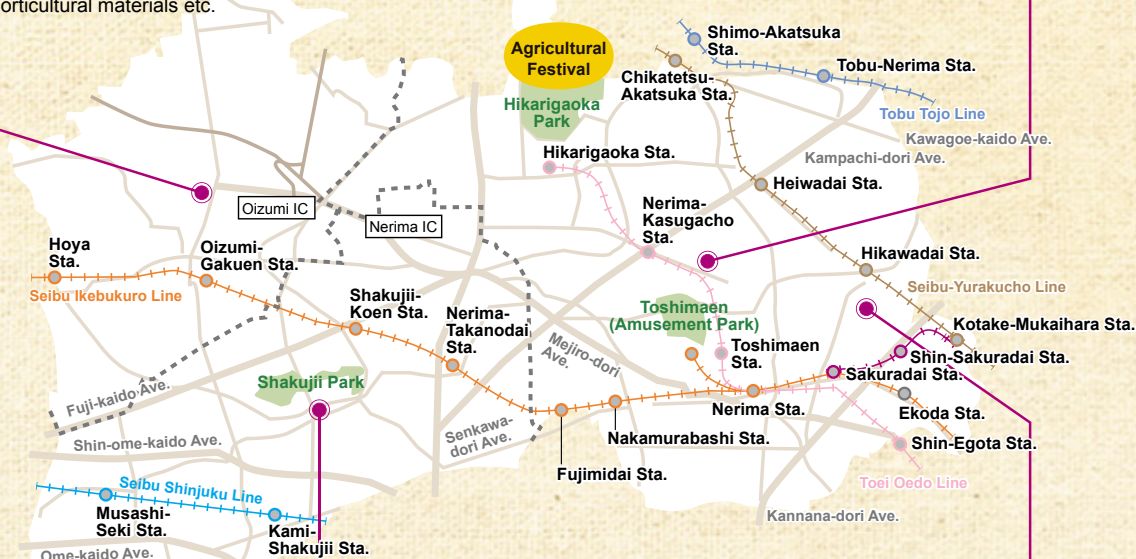 orticultural materials etc.
Agricultural
Festival
Hikarigaoka
Park
Shimo-Akatsuka
Sta.
Chikatetsu-
Akatsuka Sta.
Tobu-Nerima Sta.
Tobu Tojo Line
Kawagoe-kaido Ave.
Kampachi-dori Ave.
Hikarigaoka Sta.
Heiwadai Sta.
Oizumi IC
Nerima IC
Nerima-
Kasugacho
Sta.
Hoya
Sta.
Oizumi-
Gakuen Sta.
Seibu Ikebukuro Line
Hikawadai Sta.
Seibu-Yurakucho Line
Shakujii-
Koen Sta.
Nerima-
Takanodai
Sta.
Toshimaen
(Amusement Park)
Kotake-Mukaihara Sta.
Mejiro-dori
Ave.
Toshimaen
Sta.
Shin-Sakuradai Sta.
Sakuradai Sta.
Fuji-kaido Ave.
Shakujii Park
Nerima Sta.
Ekoda Sta.
Senkawa-
dori Ave.
Nakamurabashi Sta.
Shin-Egota Sta.
Shin-ome-kaido Ave.
Fujimidai Sta.
Toei Oedo Line
Seibu Shinjuku Line
Musashi-
Seki Sta.
Kami-
Shakujii Sta.
Kannana-dori Ave.
Ome-kaido Ave.